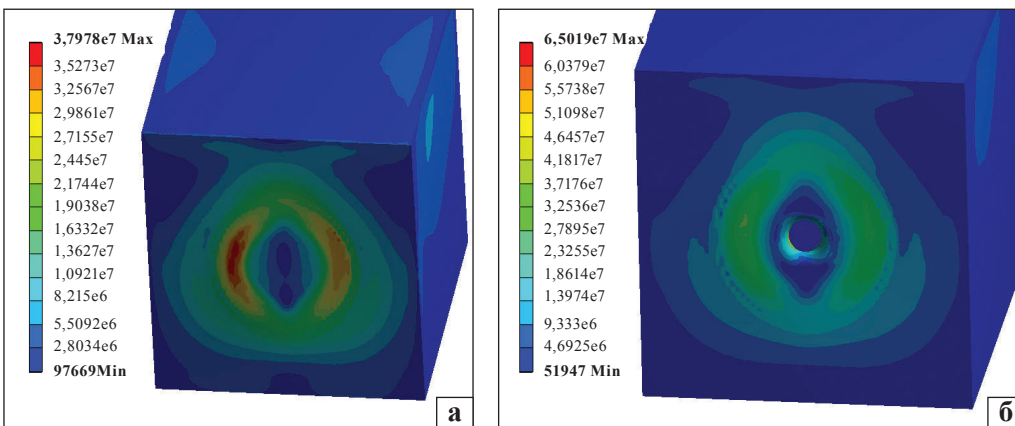 3,7978e7 Max
3,5273e7
3,2567e7
2,9861e7
2,7155e7
2,445e7
2,1744e7
1,9038e7
1,6332e7
1,3627e7
1,0921e7
8,215e6
5,5092e6
2,8034e6
97669Min
а
6,5019e7 Max
6,0379e7
5,5738e7
5,1098e7
4,6457e7
4,1817e7
3,7176e7
3,2536e7
2,7895e7
2,3255e7
1,8614e7
1,3974e7
9,333e6
4,6925e6
51947 Min
б